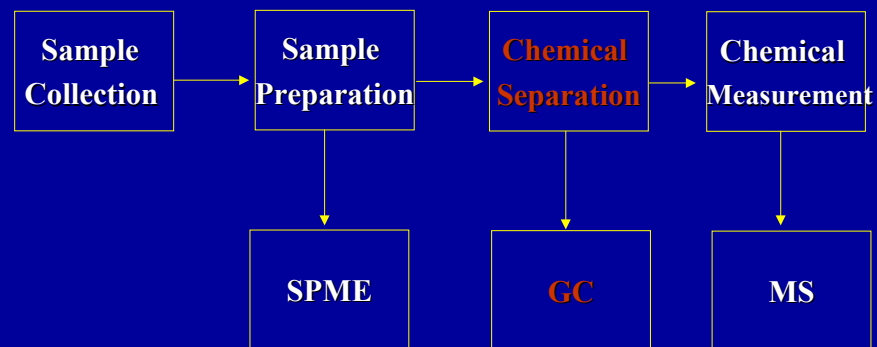 Sample
Collection
Sample
Preparation
Chemical
Separation
Chemical
Measurement
SPME
GC
MS